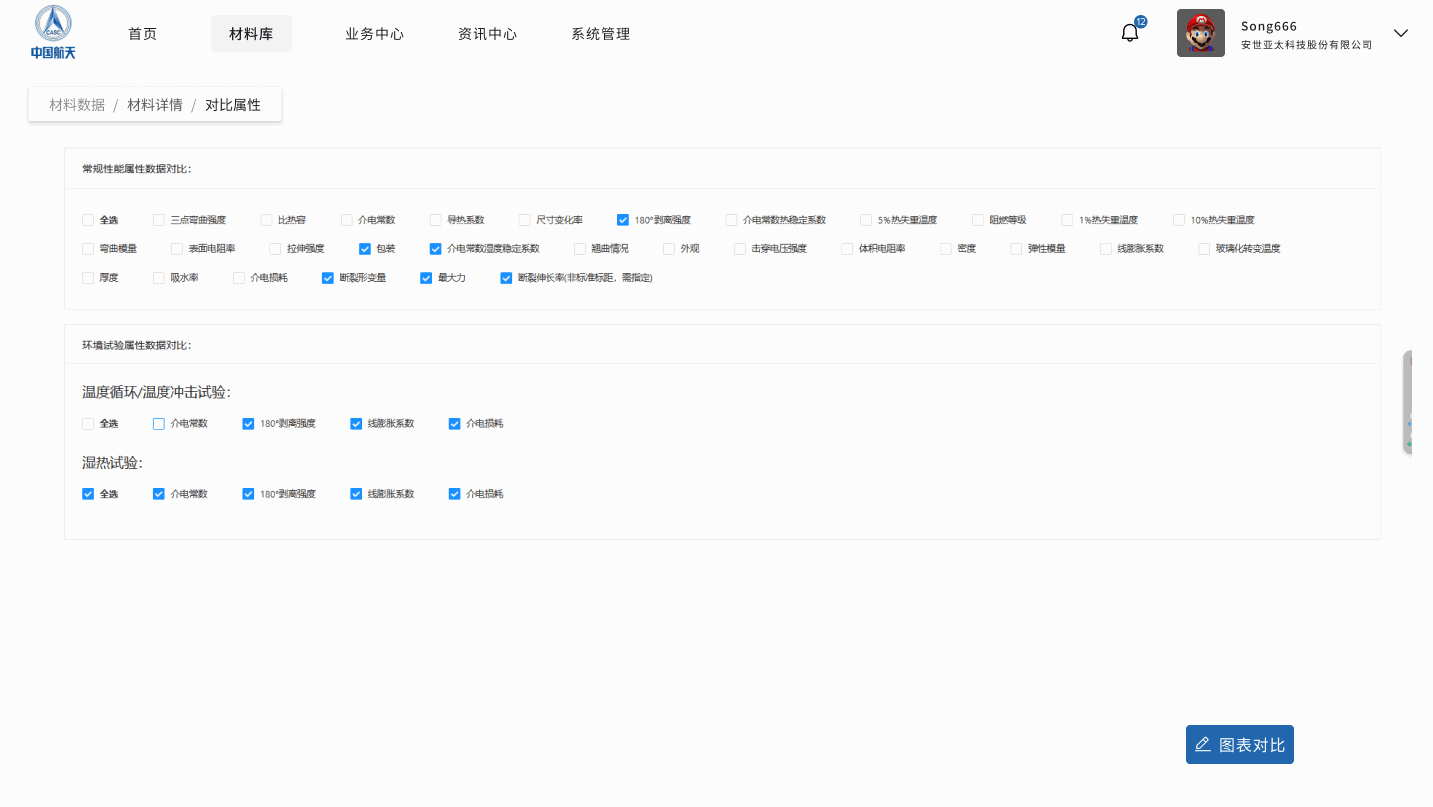 CASC
中国航天
首页 材料库 业务中心 资讯中心 系统管理
12
Song666
安世亚太科技股份有限公司
材料数据 / 材料详情 / 对比属性
常规性能属性数据对比:
全选 三点弯曲强度 比热容 介电常数 导热系数 尺寸变化率 180°剥离强度 介电常数热稳定系数 5%热失重温度 阻燃等级 1%热失重温度 10%热失重温度
弯曲模量 表面电阻率 拉伸强度 包装 介电常数湿度稳定系数 翘曲情况 外观 击穿电压强度 体积电阻率 密度 弹性模量 线膨胀系数 玻璃化转变温度
厚度 吸水率 介电损耗 断裂形变量 最大力 断裂伸长率(非标准标距，需指定)
环境试验属性数据对比:
温度循环/温度冲击试验:
全选 介电常数 180°剥离强度 线膨胀系数 介电损耗
湿热试验:
全选 介电常数 180°剥离强度 线膨胀系数 介电损耗
图表对比